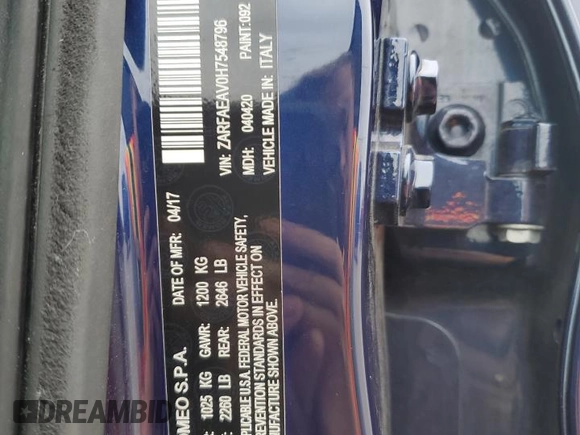 OMEO S.P.A. DATE OF MFR: 04/17 VIN: ZARFAEAV0H7548796
1025 KG GAWR: 1200 KG MDH: 040420 PAINT:092
2260 LB REAR: 2646 LB VEHICLE MADE IN: ITALY
PLICABLE U.S.A. FEDERAL MOTOR VEHICLE SAFETY,
REVENTION STANDARDS IN EFFECT ON
NUFACTURE SHOWN ABOVE.
DREAMBID